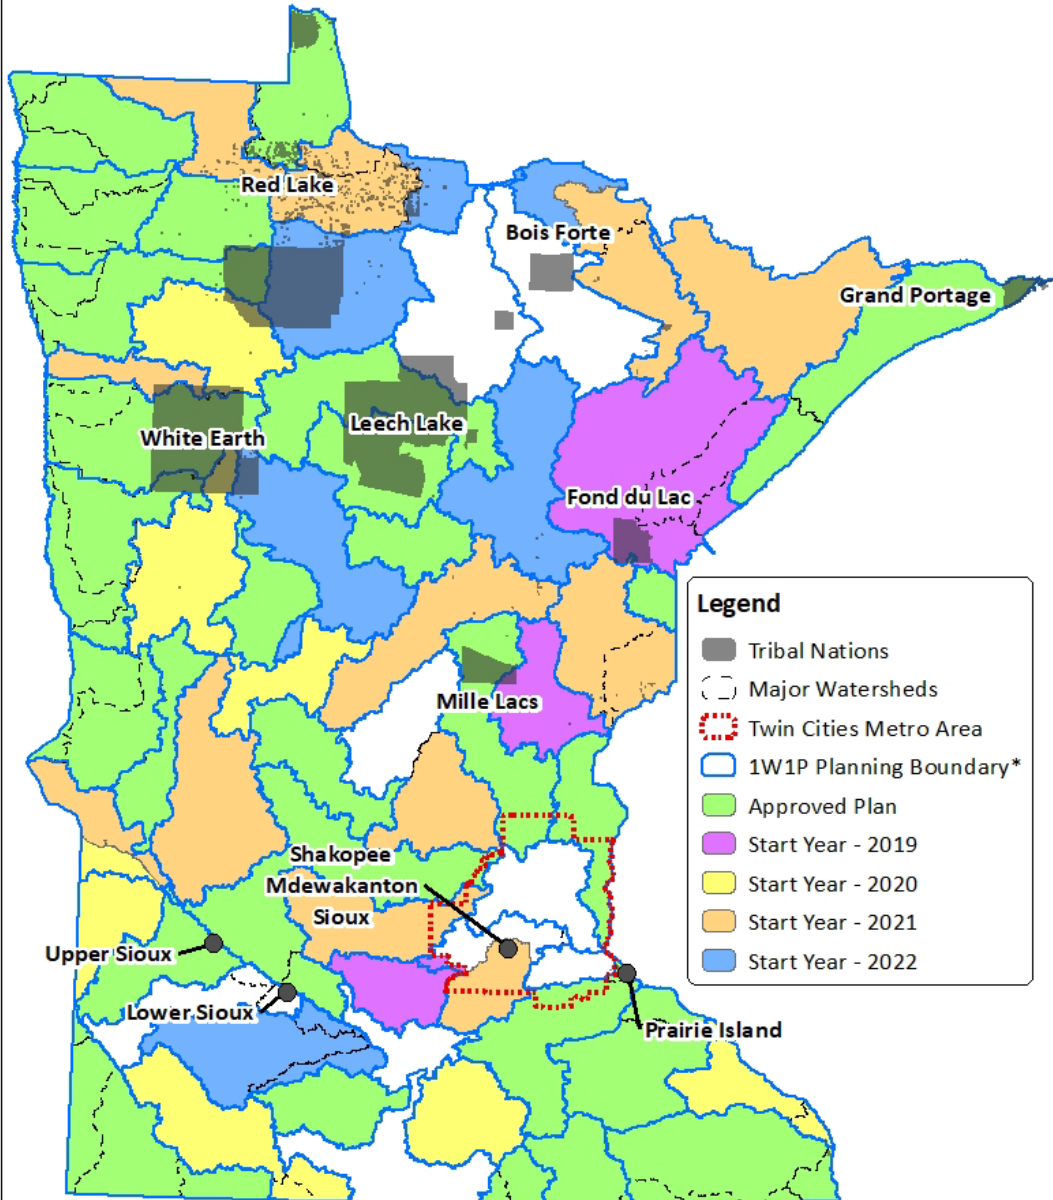 Red Lake
Bois Forte
Grand Portage
Leech Lake
White Earth
Fond du Lac
Legend
Tribal Nations
Major Watersheds
Mille Lacs
Twin Cities Metro Area
1W1P Planning Boundary*
Approved Plan
Start Year - 2019
Shakopee
Mdewakanton
Sioux
Start Year - 2020
Start Year - 2021
Upper Sioux
Start Year - 2022
Lower Sioux
Prairie Island